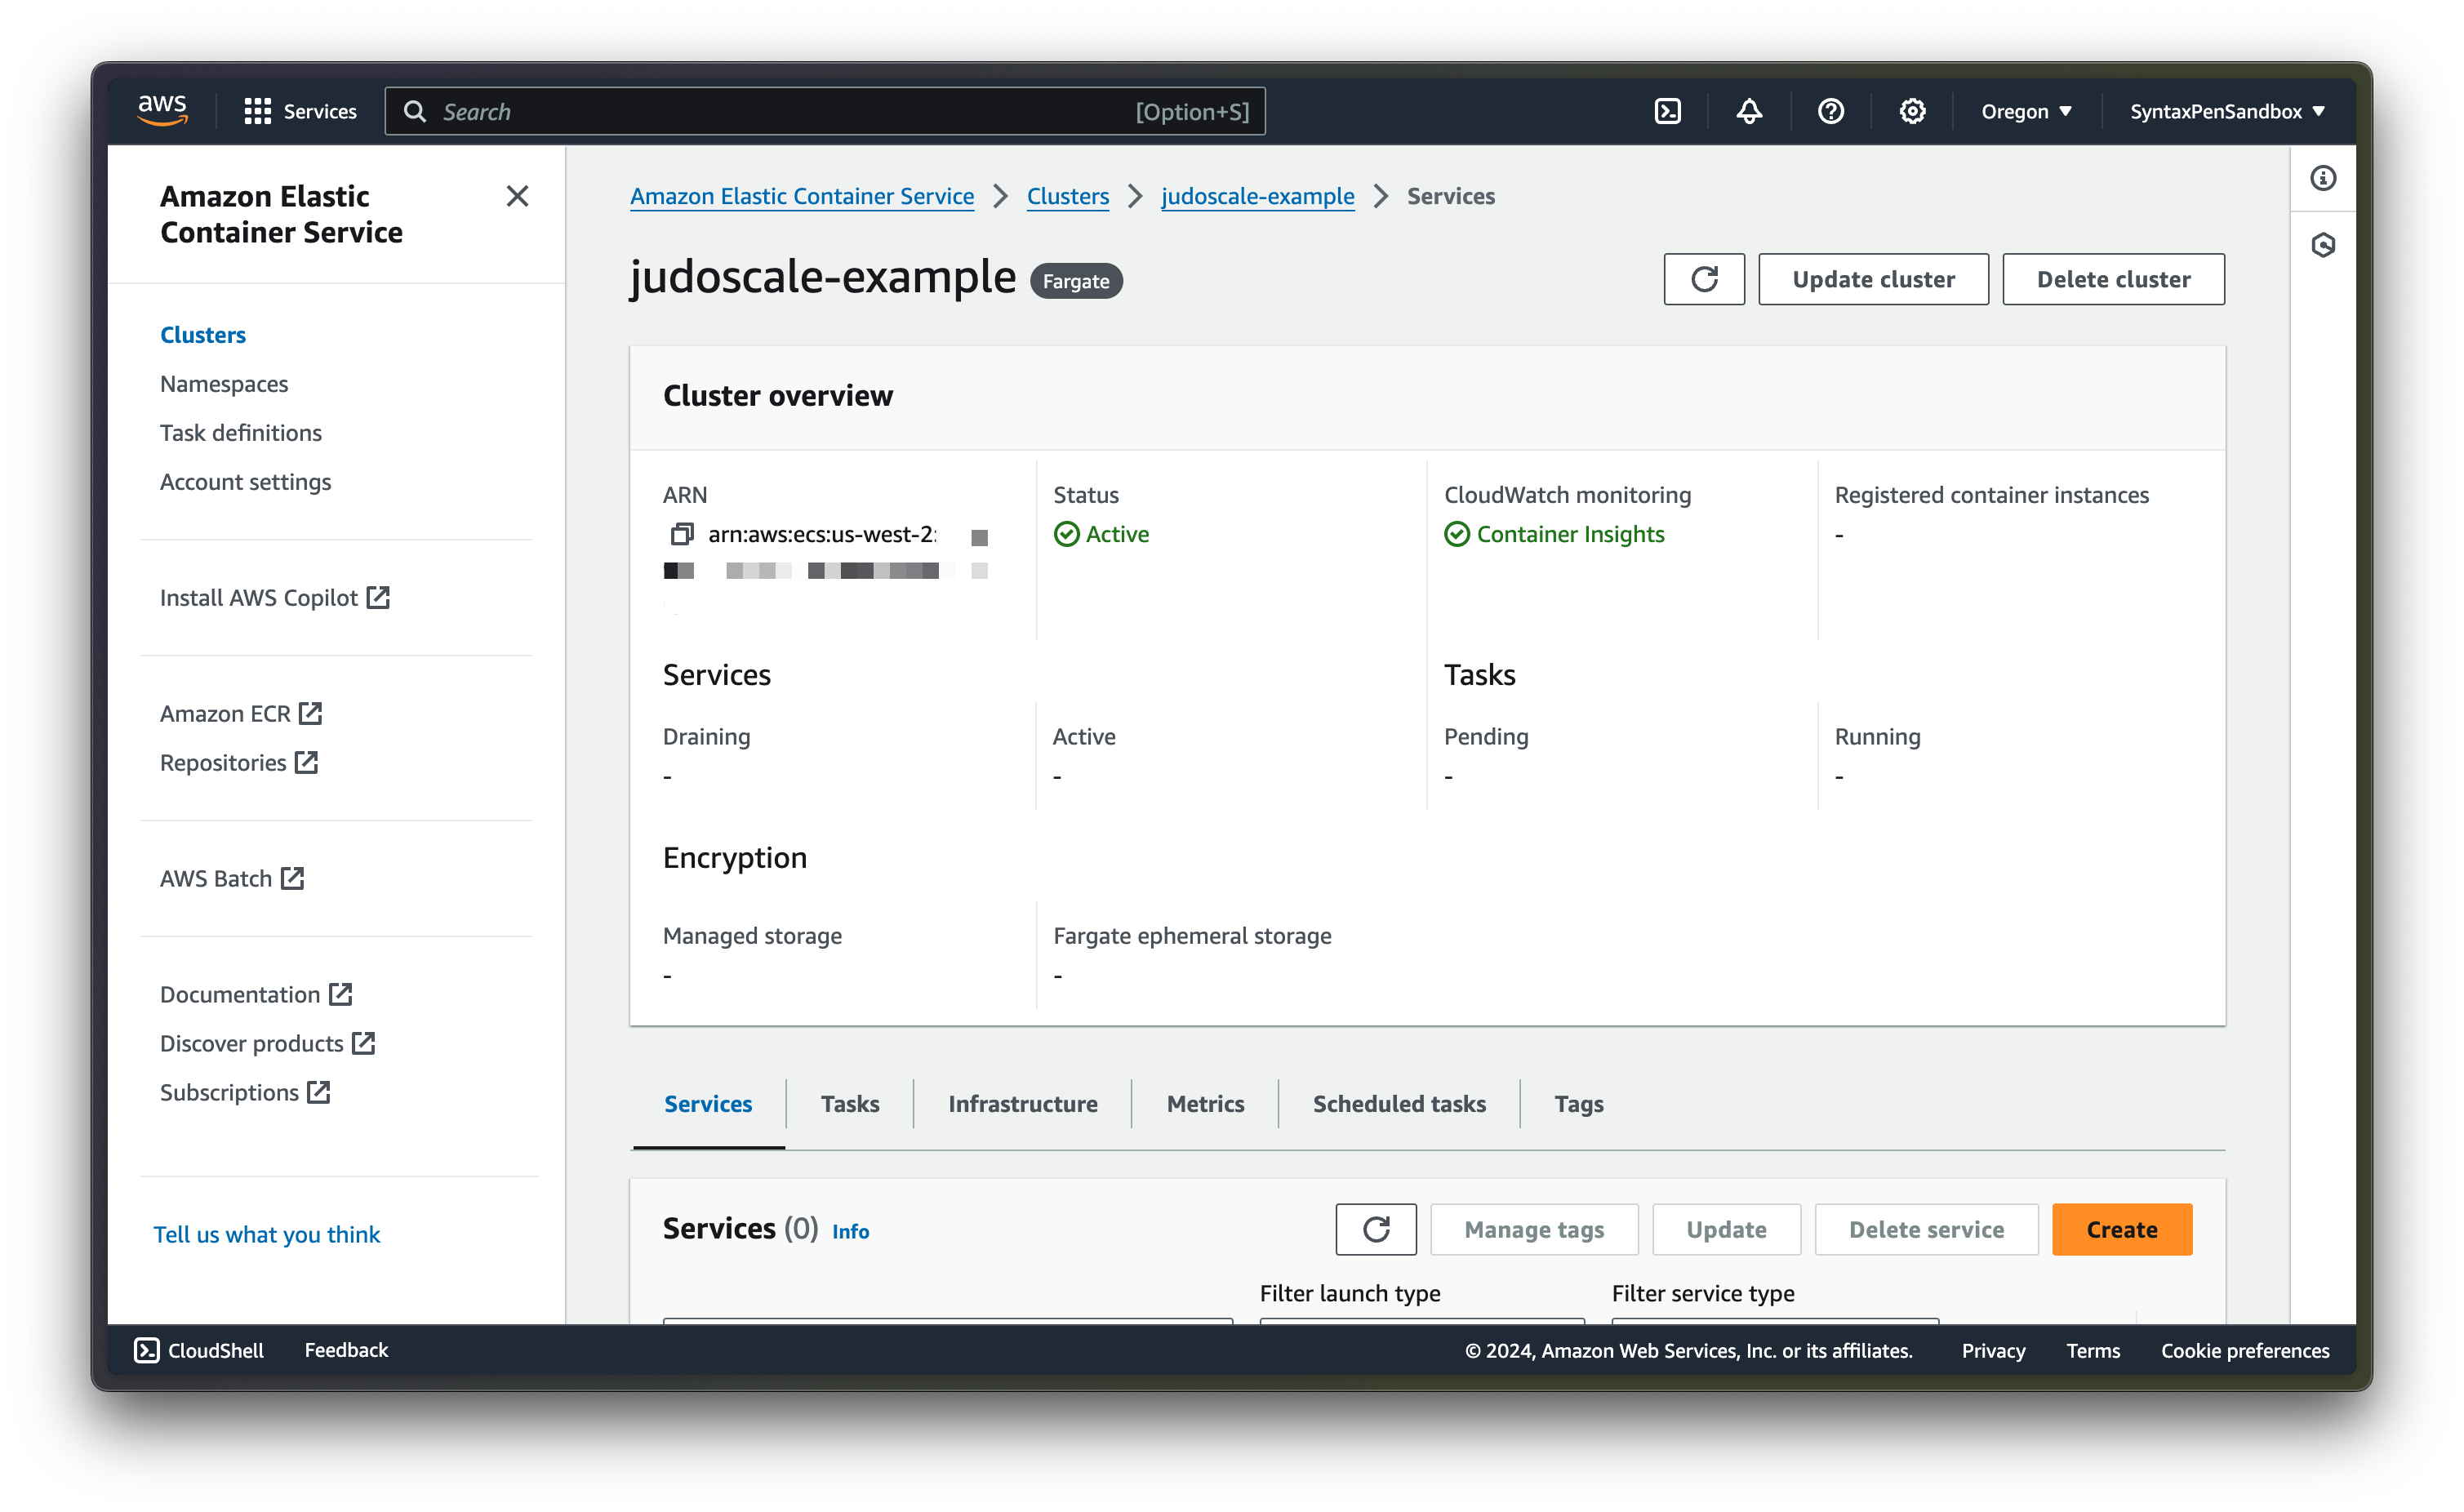 aws Services Search [Option+S] Oregon SyntaxPenSandbox
Amazon Elastic
Container Service
Clusters
Namespaces
Task definitions
Account settings
Install AWS Copilot
Amazon ECR
Repositories
AWS Batch
Documentation
Discover products
Subscriptions
Tell us what you think
Amazon Elastic Container Service Clusters judoscale-example Services
judoscale-example Fargate
Update cluster Delete cluster
Cluster overview
ARN
arn:aws:ecs:us-west-2:
Status
Active
CloudWatch monitoring
Container Insights
Registered container instances
-
Services
Draining
-
Active
-
Tasks
Pending
-
Running
-
Encryption
Managed storage
-
Fargate ephemeral storage
-
Services Tasks Infrastructure Metrics Scheduled tasks Tags
Services (0) Info
Manage tags Update Delete service Create
Filter launch type Filter service type
CloudShell Feedback © 2024, Amazon Web Services, Inc. or its affiliates. Privacy Terms Cookie preferences